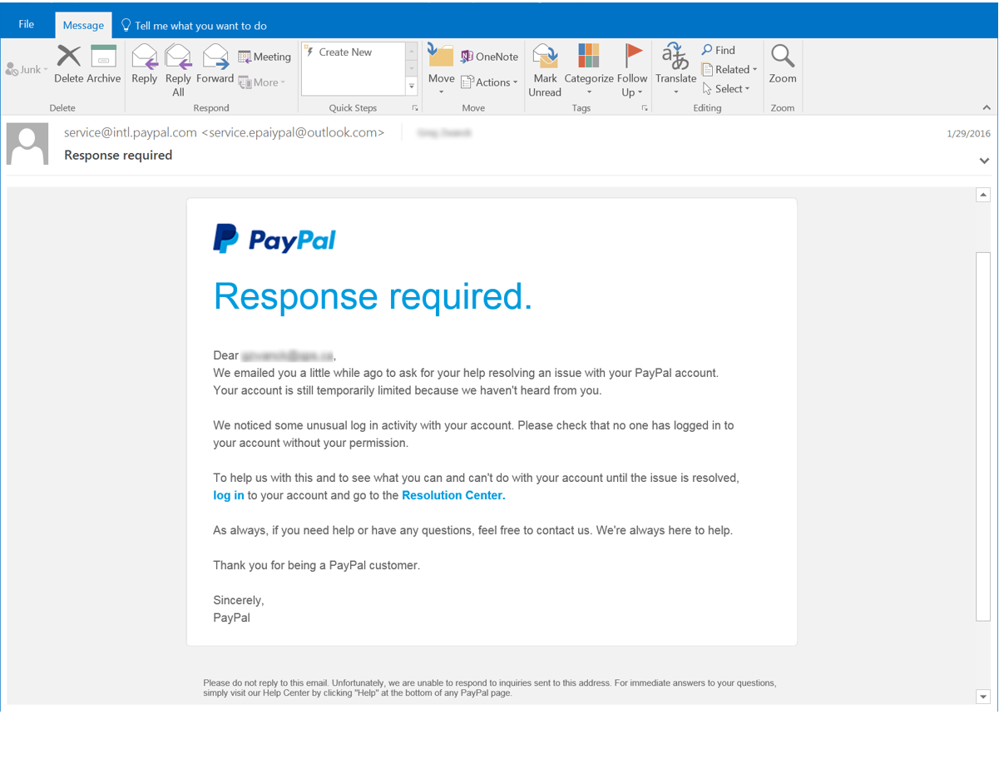 File
Message
Tell me what you want to do
Junk
Delete
Archive
Reply
Reply All
Forward
Meeting
More
Create New
Move
OneNote
Actions
Mark Unread
Categorize
Follow Up
Translate
Find
Related
Select
Zoom
Delete
Respond
Quick Steps
Move
Tags
Editing
Zoom
service@intl.paypal.com <service.epaiypal@outlook.com>
1/29/2016
Response required
PayPal
Response required.
Dear ,
We emailed you a little while ago to ask for your help resolving an issue with your PayPal account.
Your account is still temporarily limited because we haven't heard from you.
We noticed some unusual log in activity with your account. Please check that no one has logged in to
your account without your permission.
To help us with this and to see what you can and can't do with your account until the issue is resolved,
log in to your account and go to the Resolution Center.
As always, if you need help or have any questions, feel free to contact us. We're always here to help.
Thank you for being a PayPal customer.
Sincerely,
PayPal
Please do not reply to this email. Unfortunately, we are unable to respond to inquiries sent to this address. For immediate answers to your questions,
simply visit our Help Center by clicking "Help" at the bottom of any PayPal page.